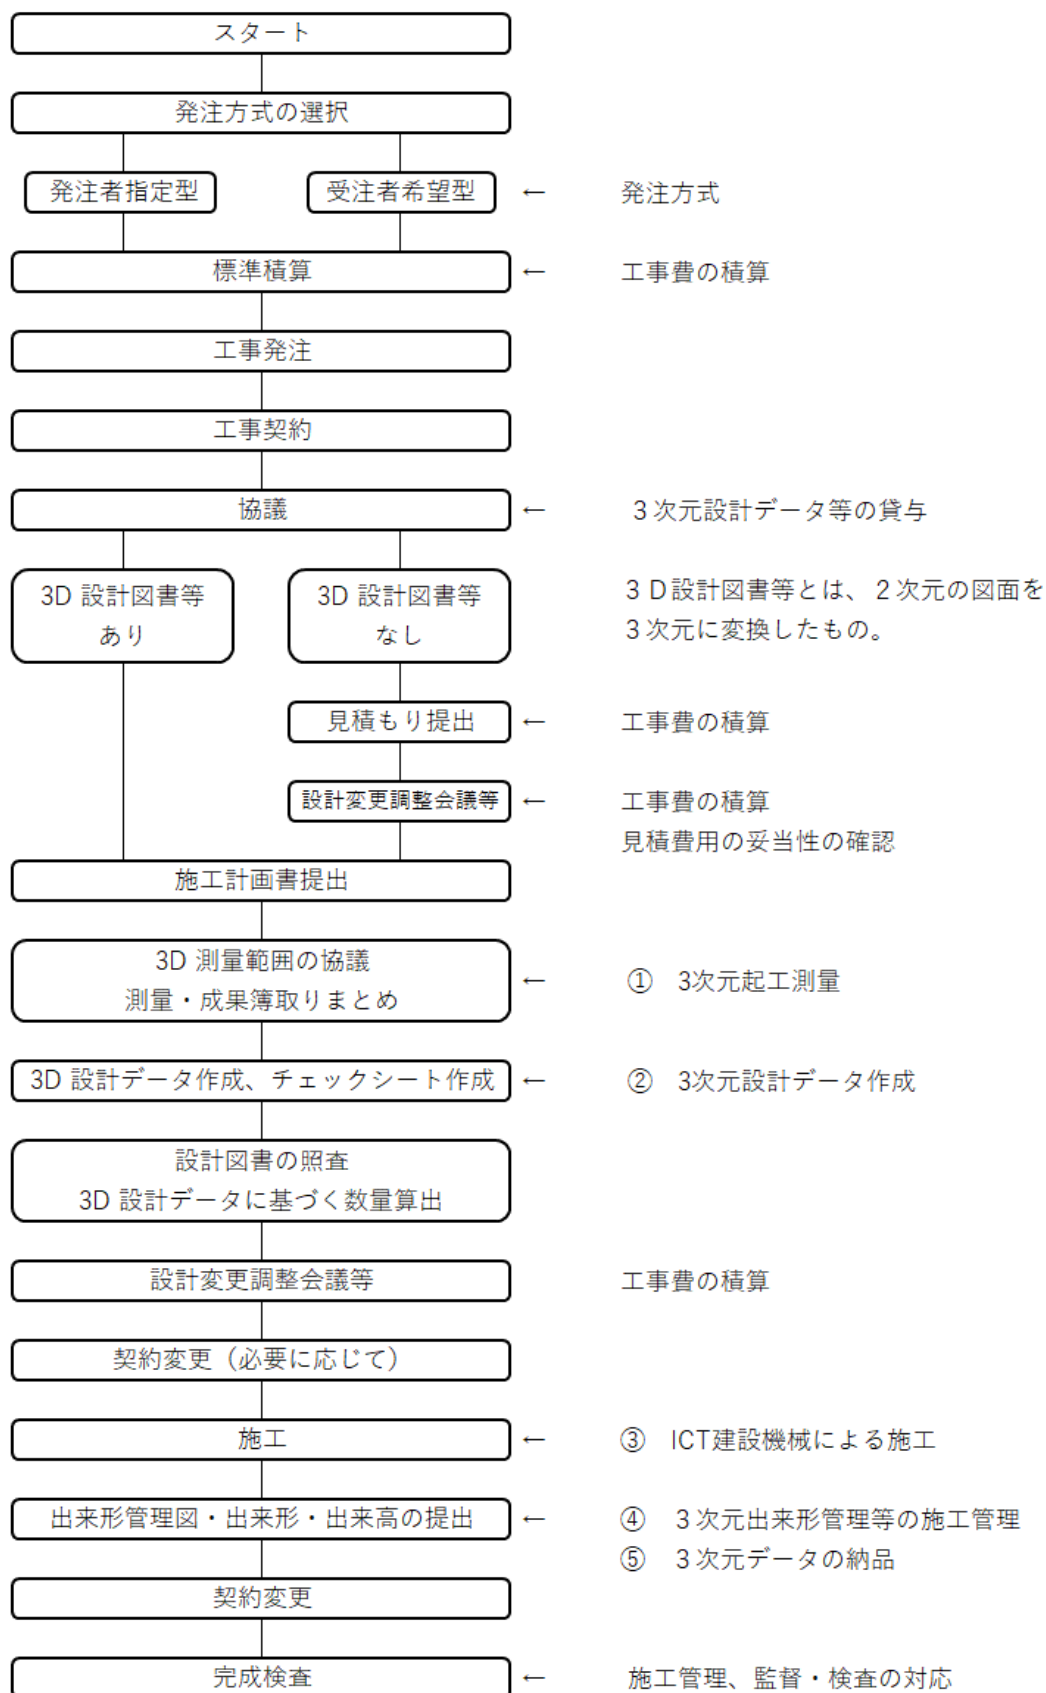 スタート
発注方式の選択
発注者指定型
受注者希望型
←
発注方式
標準積算
←
工事費の積算
工事発注
工事契約
協議
←
３次元設計データ等の貸与
3D 設計図書等
あり
3D 設計図書等
なし
３Ｄ設計図書等とは、２次元の図面を
３次元に変換したもの。
見積もり提出
←
工事費の積算
設計変更調整会議等
←
工事費の積算
見積費用の妥当性の確認
施工計画書提出
3D 測量範囲の協議
測量・成果簿取りまとめ
←
① 3次元起工測量
3D 設計データ作成、チェックシート作成
←
② 3次元設計データ作成
設計図書の照査
3D 設計データに基づく数量算出
設計変更調整会議等
工事費の積算
契約変更（必要に応じて）
施工
←
③ ICT建設機械による施工
出来形管理図・出来形・出来高の提出
←
④ ３次元出来形管理等の施工管理
⑤ ３次元データの納品
契約変更
完成検査
←
施工管理、監督・検査の対応